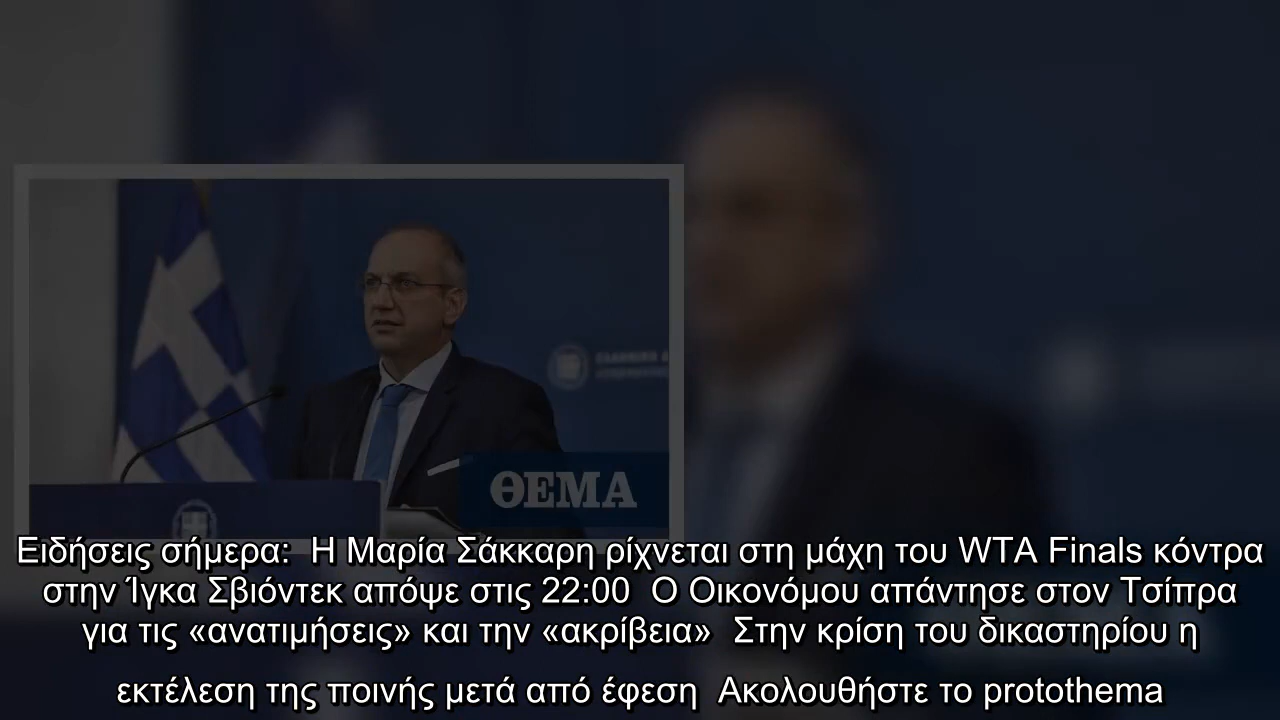 ΘΕΜΑ
Ειδήσεις σήμερα:  Η Μαρία Σάκκαρη ρίχνεται στη μάχη του WTA Finals κόντρα
στην Ίγκα Σβιόντεκ απόψε στις 22:00  Ο Οικονόμου απάντησε στον Τσίπρα
για τις «ανατιμήσεις» και την «ακρίβεια»  Στην κρίση του δικαστηρίου η
εκτέλεση της ποινής μετά από έφεση  Ακολουθήστε το protothema